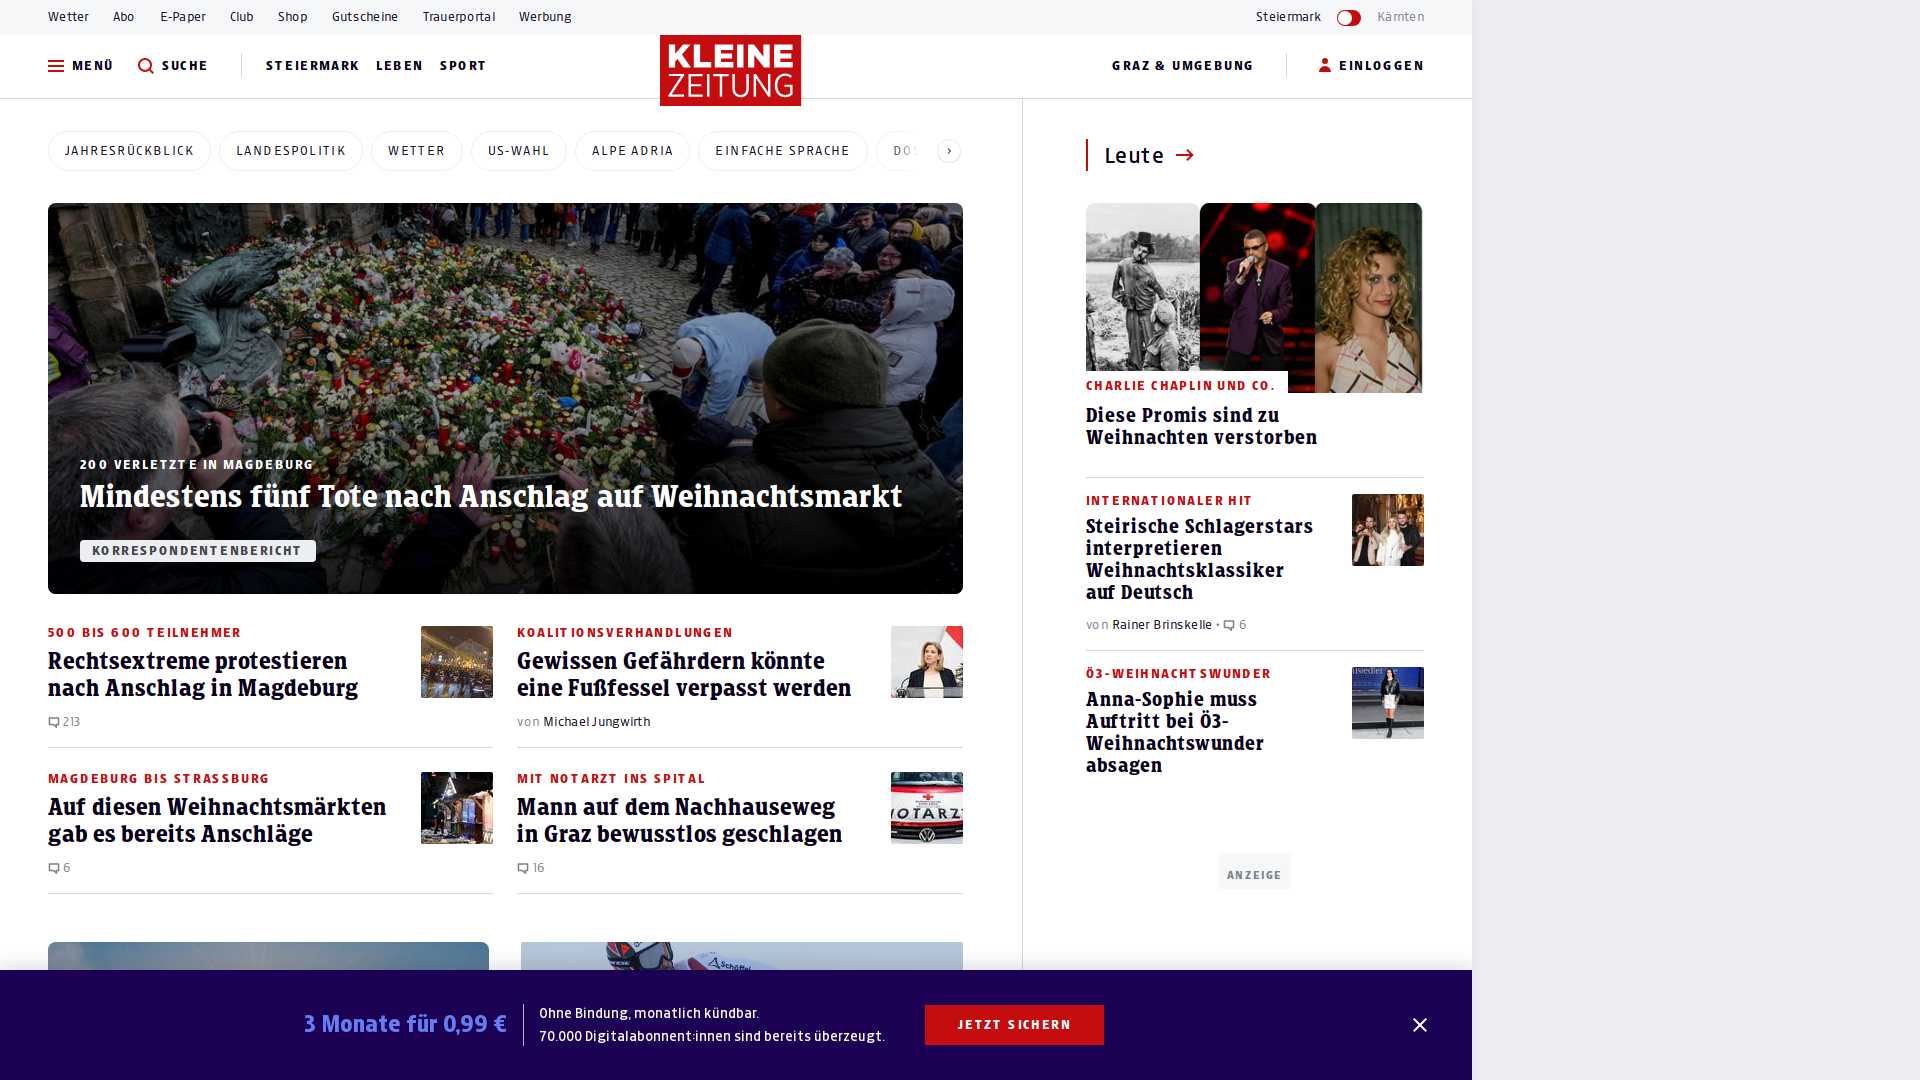 Wetter Abo E-Paper Club Shop Gutscheine Trauerportal Werbung Steiermark Kärnten
MENÜ SUCHE STEIERMARK LEBEN SPORT KLEINE ZEITUNG GRAZ & UMGEBUNG EINLOGGEN
JAHRESRÜCKBLICK LANDESPOLITIK WETTER US-WAHL ALPE ADRIA EINFACHE SPRACHE
200 VERLETZTE IN MAGDEBURG
Mindestens fünf Tote nach Anschlag auf Weihnachtsmarkt
KORRESPONDENTENBERICHT
500 BIS 600 TEILNEHMER
Rechtsextreme protestieren
nach Anschlag in Magdeburg
213
KOALITIONSVERHANDLUNGEN
Gewissen Gefährdern könnte
eine Fußfessel verpasst werden
von Michael Jungwirth
MAGDEBURG BIS STRASSBURG
Auf diesen Weihnachtsmärkten
gab es bereits Anschläge
6
MIT NOTARZT INS SPITAL
Mann auf dem Nachhauseweg
in Graz bewusstlos geschlagen
16
Leute
CHARLIE CHAPLIN UND CO.
Diese Promis sind zu
Weihnachten verstorben
INTERNATIONALER HIT
Steirische Schlagerstars
interpretieren
Weihnachtsklassiker
auf Deutsch
von Rainer Brinskelle • 6
Ö3-WEIHNACHTSWUNDER
Anna-Sophie muss
Auftritt bei Ö3-
Weihnachtswunder
absagen
ANZEIGE
Schöffel
3 Monate für 0,99 €
Ohne Bindung, monatlich kündbar.
70.000 Digitalabonnent:innen sind bereits überzeugt.
JETZT SICHERN